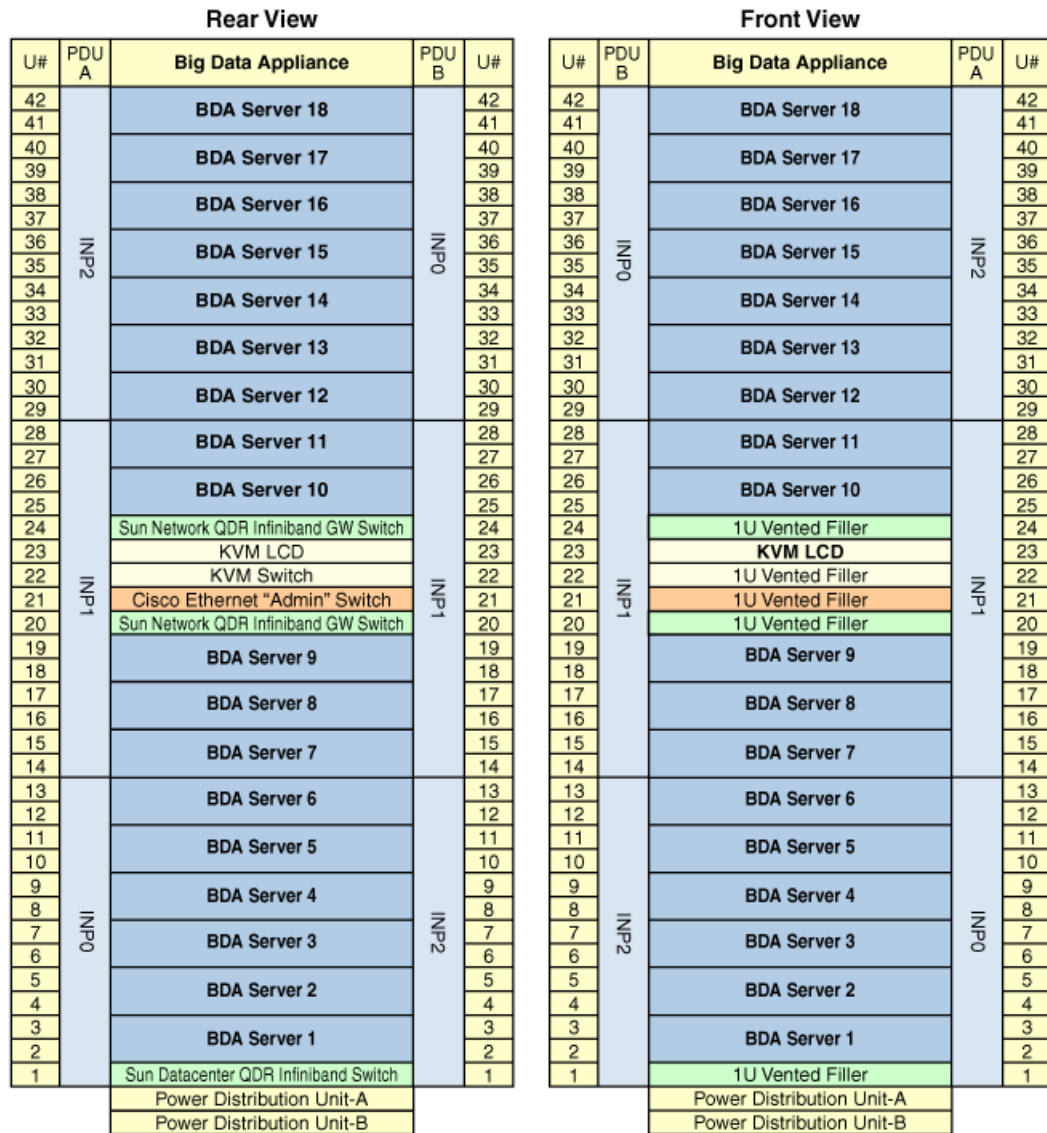 Rear View
U# PDU A Big Data Appliance PDU B U#
42 BDA Server 18 42
41 41
40 BDA Server 17 40
39 39
38 BDA Server 16 38
37 37
36 BDA Server 15 36
35 35
34 BDA Server 14 34
33 33
32 BDA Server 13 32
31 31
30 BDA Server 12 30
29 29
INP2 INP0
28 BDA Server 11 28
27 27
26 BDA Server 10 26
25 25
24 Sun Network QDR Infiniband GW Switch 24
23 KVM LCD 23
22 KVM Switch 22
21 Cisco Ethernet “Admin” Switch 21
20 Sun Network QDR Infiniband GW Switch 20
19 BDA Server 9 19
18 18
17 BDA Server 8 17
16 16
15 BDA Server 7 15
14 14
INP1 INP1
13 BDA Server 6 13
12 12
11 BDA Server 5 11
10 10
9 BDA Server 4 9
8 8
7 BDA Server 3 7
6 6
5 BDA Server 2 5
4 4
3 BDA Server 1 3
2 2
1 Sun Datacenter QDR Infiniband Switch 1
INP0 INP2
Power Distribution Unit-A
Power Distribution Unit-B
Front View
U# PDU B Big Data Appliance PDU A U#
42 BDA Server 18 42
41 41
40 BDA Server 17 40
39 39
38 BDA Server 16 38
37 37
36 BDA Server 15 36
35 35
34 BDA Server 14 34
33 33
32 BDA Server 13 32
31 31
30 BDA Server 12 30
29 29
INP0 INP2
28 BDA Server 11 28
27 27
26 BDA Server 10 26
25 25
24 1U Vented Filler 24
23 KVM LCD 23
22 1U Vented Filler 22
21 1U Vented Filler 21
20 1U Vented Filler 20
19 BDA Server 9 19
18 18
17 BDA Server 8 17
16 16
15 BDA Server 7 15
14 14
INP1 INP1
13 BDA Server 6 13
12 12
11 BDA Server 5 11
10 10
9 BDA Server 4 9
8 8
7 BDA Server 3 7
6 6
5 BDA Server 2 5
4 4
3 BDA Server 1 3
2 2
1 1U Vented Filler 1
INP2 INP0
Power Distribution Unit-A
Power Distribution Unit-B